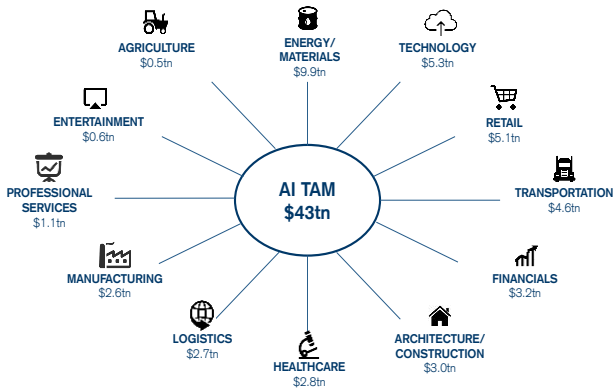 ENERGY/
MATERIALS
$9.9tn
TECHNOLOGY
$5.3tn
RETAIL
$5.1tn
TRANSPORTATION
$4.6tn
FINANCIALS
$3.2tn
ARCHITECTURE/
CONSTRUCTION
$3.0tn
HEALTHCARE
$2.8tn
LOGISTICS
$2.7tn
MANUFACTURING
$2.6tn
PROFESSIONAL
SERVICES
$1.1tn
ENTERTAINMENT
$0.6tn
AGRICULTURE
$0.5tn
AI TAM
$43tn